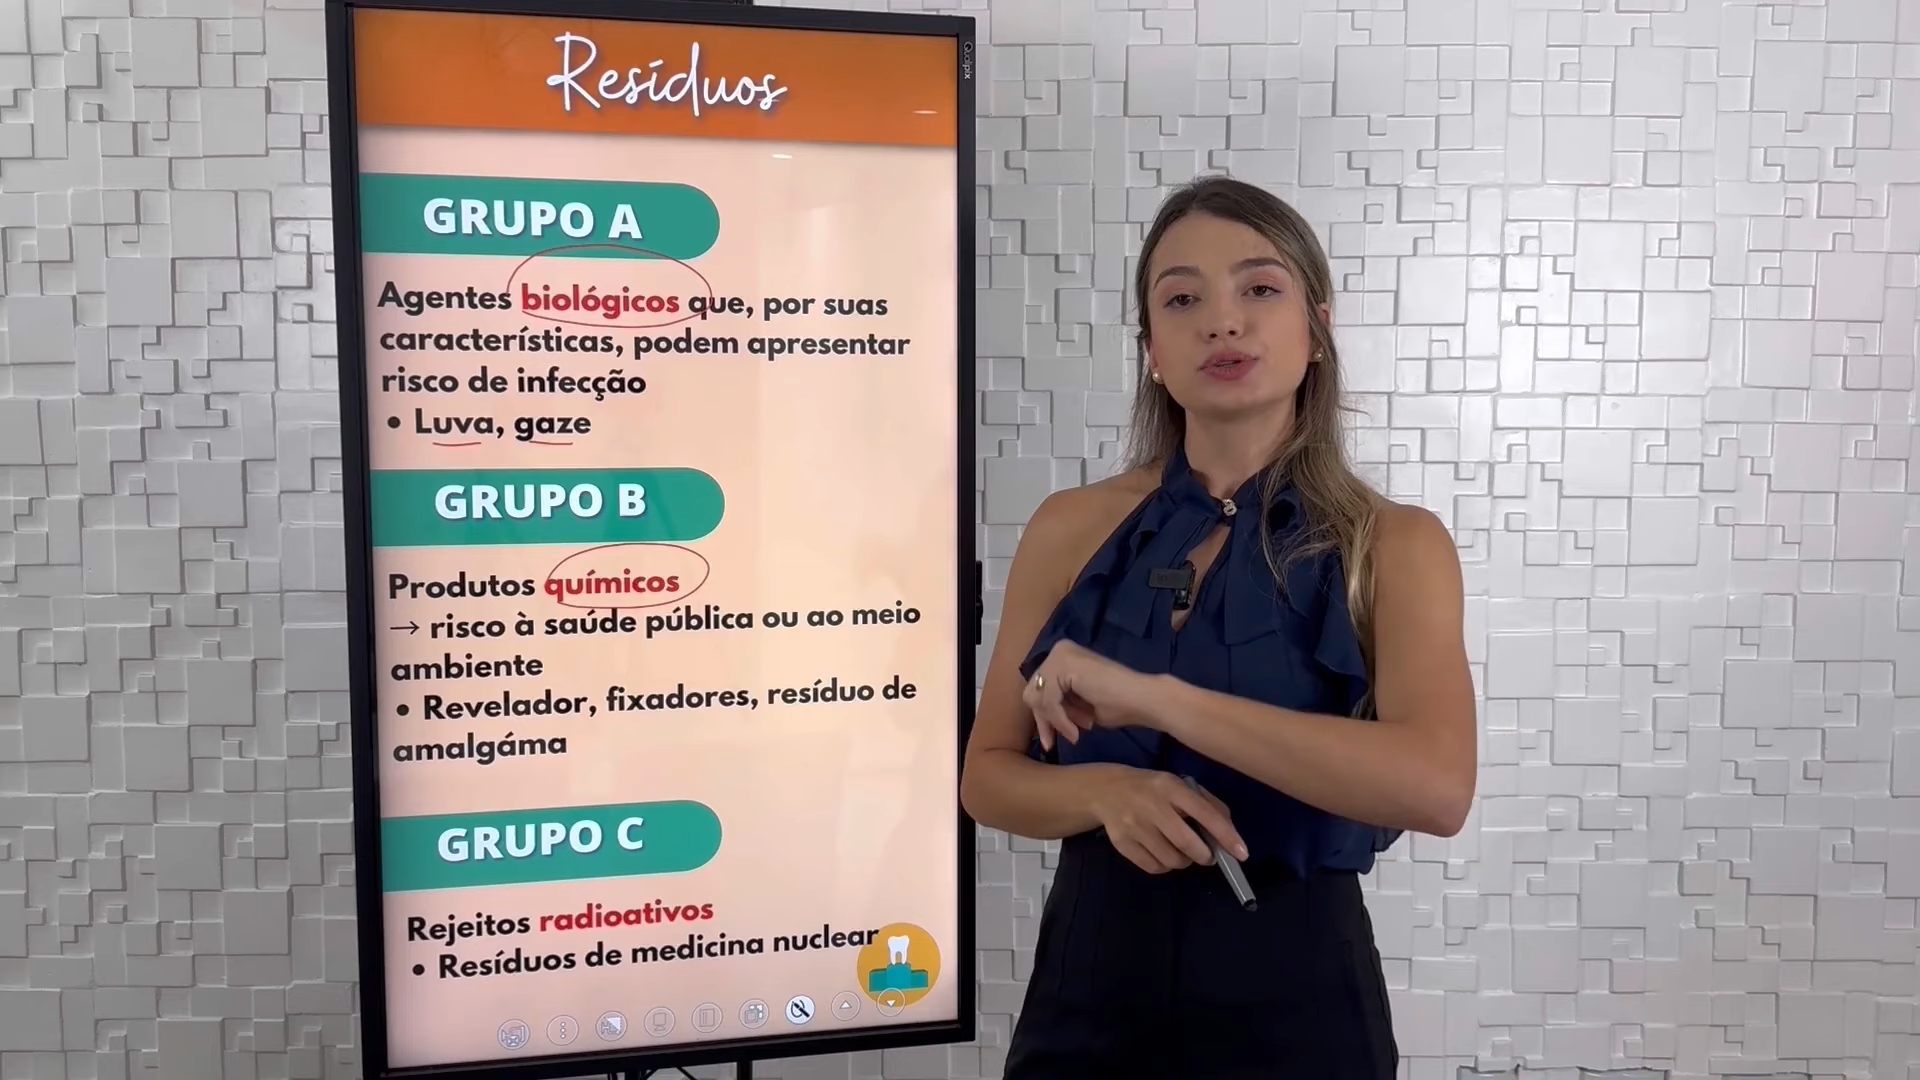 Resíduos
GRUPO A
Agentes biológicos que, por suas
características, podem apresentar
risco de infecção
• Luva, gaze
GRUPO B
Produtos químicos
→ risco à saúde pública ou ao meio
ambiente
• Revelador, fixadores, resíduo de
amalgáma
GRUPO C
Rejeitos radioativos
• Resíduos de medicina nuclear